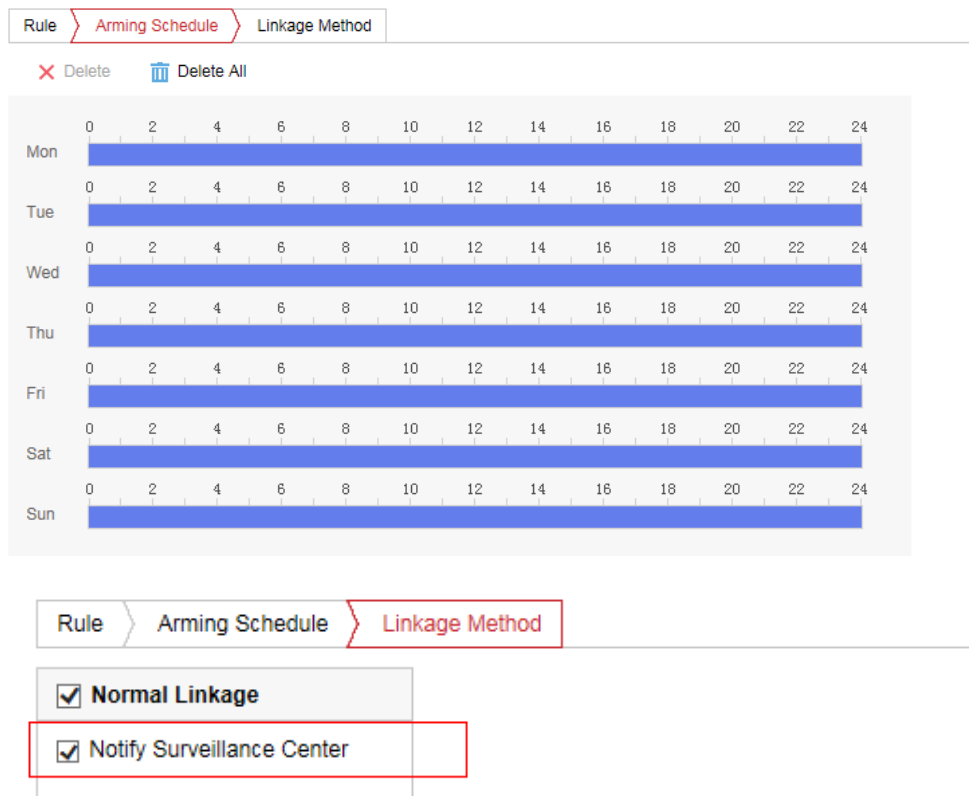 Rule Arming Schedule Linkage Method
Delete Delete All
0 2 4 6 8 10 12 14 16 18 20 22 24
Mon
0 2 4 6 8 10 12 14 16 18 20 22 24
Tue
0 2 4 6 8 10 12 14 16 18 20 22 24
Wed
0 2 4 6 8 10 12 14 16 18 20 22 24
Thu
0 2 4 6 8 10 12 14 16 18 20 22 24
Fri
0 2 4 6 8 10 12 14 16 18 20 22 24
Sat
0 2 4 6 8 10 12 14 16 18 20 22 24
Sun
Rule Arming Schedule Linkage Method
Normal Linkage
Notify Surveillance Center